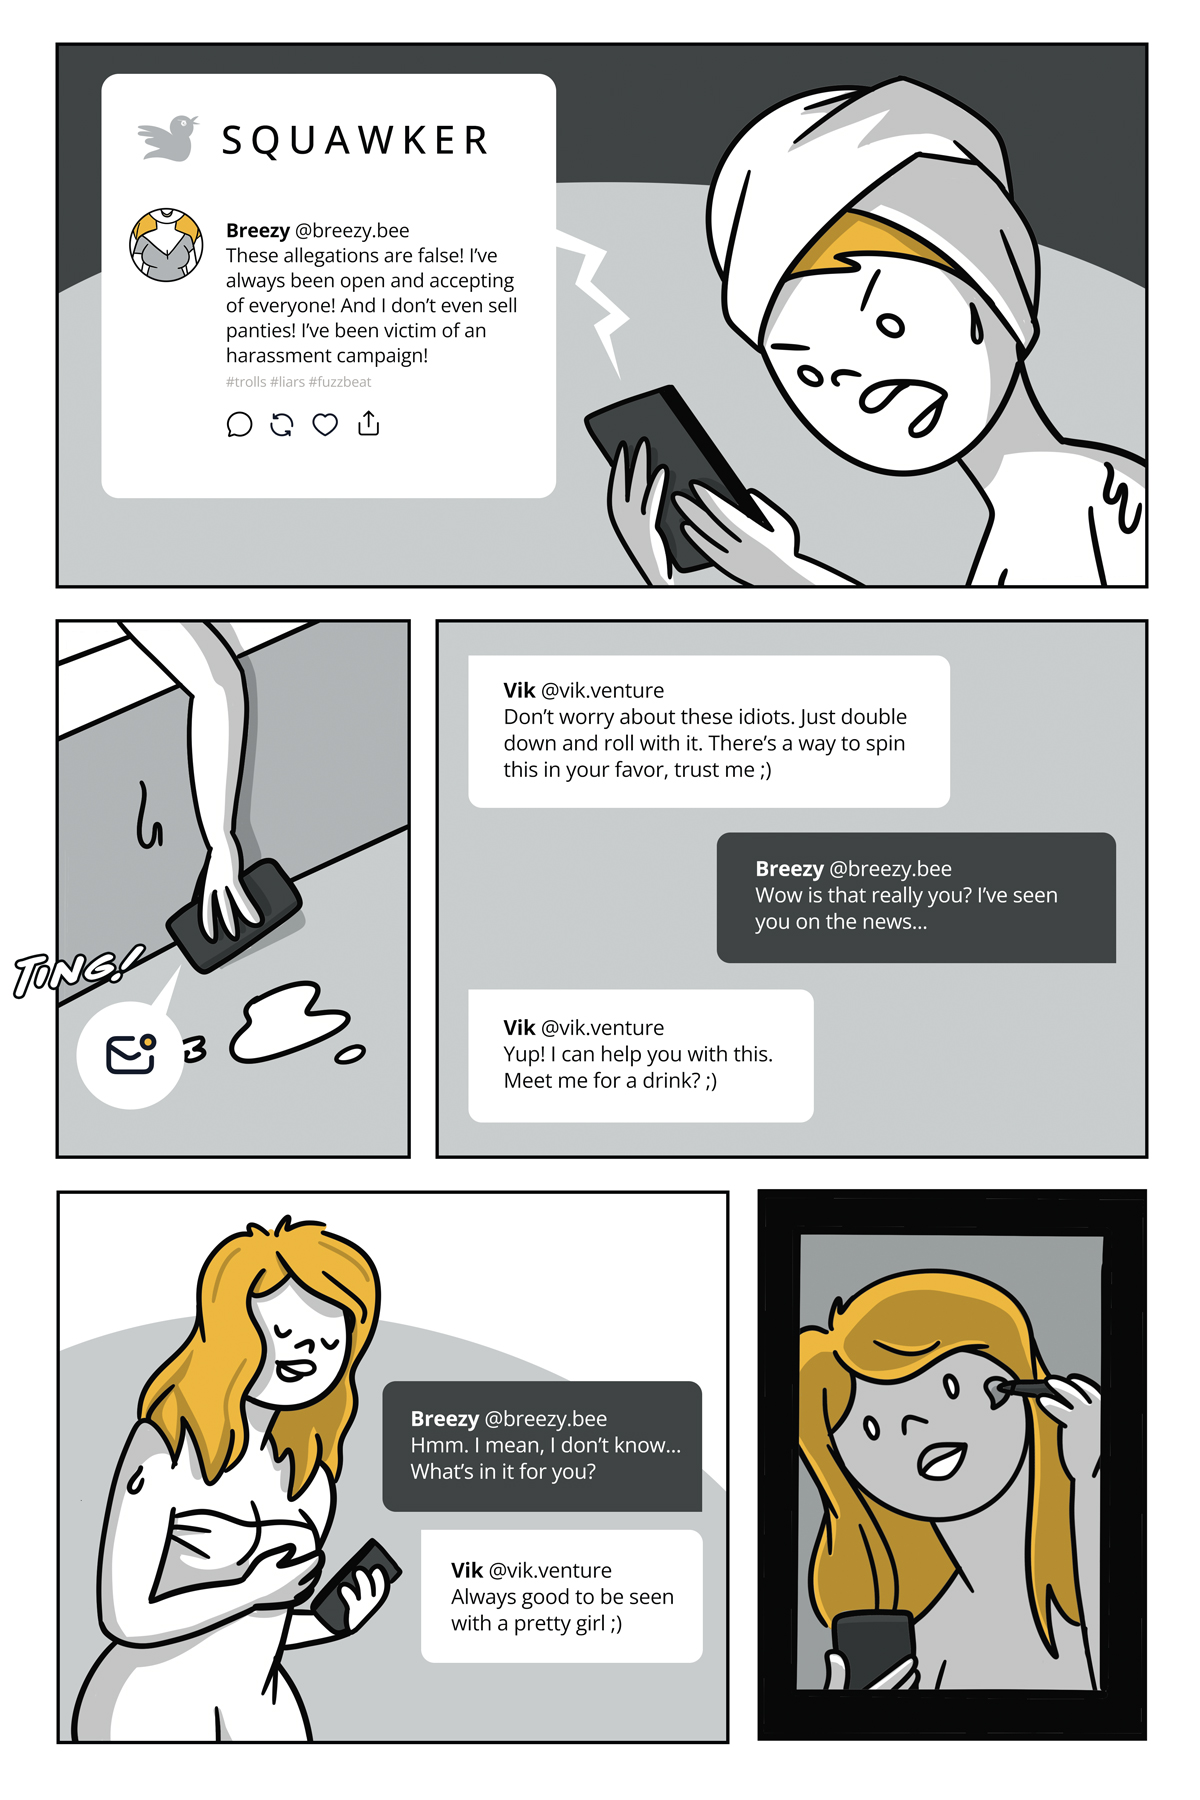 SQUAWKER
Breezy @breezy.bee
These allegations are false! I've
always been open and accepting
of everyone! And I don't even sell
panties! I've been victim of an
harassment campaign!
#trolls #liars #fuzzbeat
TING!
Vik @vik.venture
Don't worry about these idiots. Just double
down and roll with it. There's a way to spin
this in your favor, trust me ;)
Breezy @breezy.bee
Wow is that really you? I've seen
you on the news...
Vik @vik.venture
Yup! I can help you with this.
Meet me for a drink? ;)
Breezy @breezy.bee
Hmm. I mean, I don't know...
What's in it for you?
Vik @vik.venture
Always good to be seen
with a pretty girl ;)